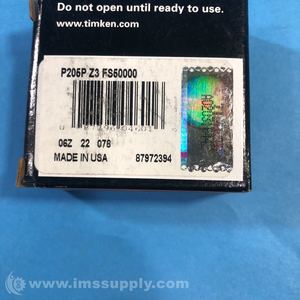 Do not open until ready to use.
www.timken.com
P205P Z3 FS50000
06Z 22 078
MADE IN USA 87972394
© www.imssupply.com